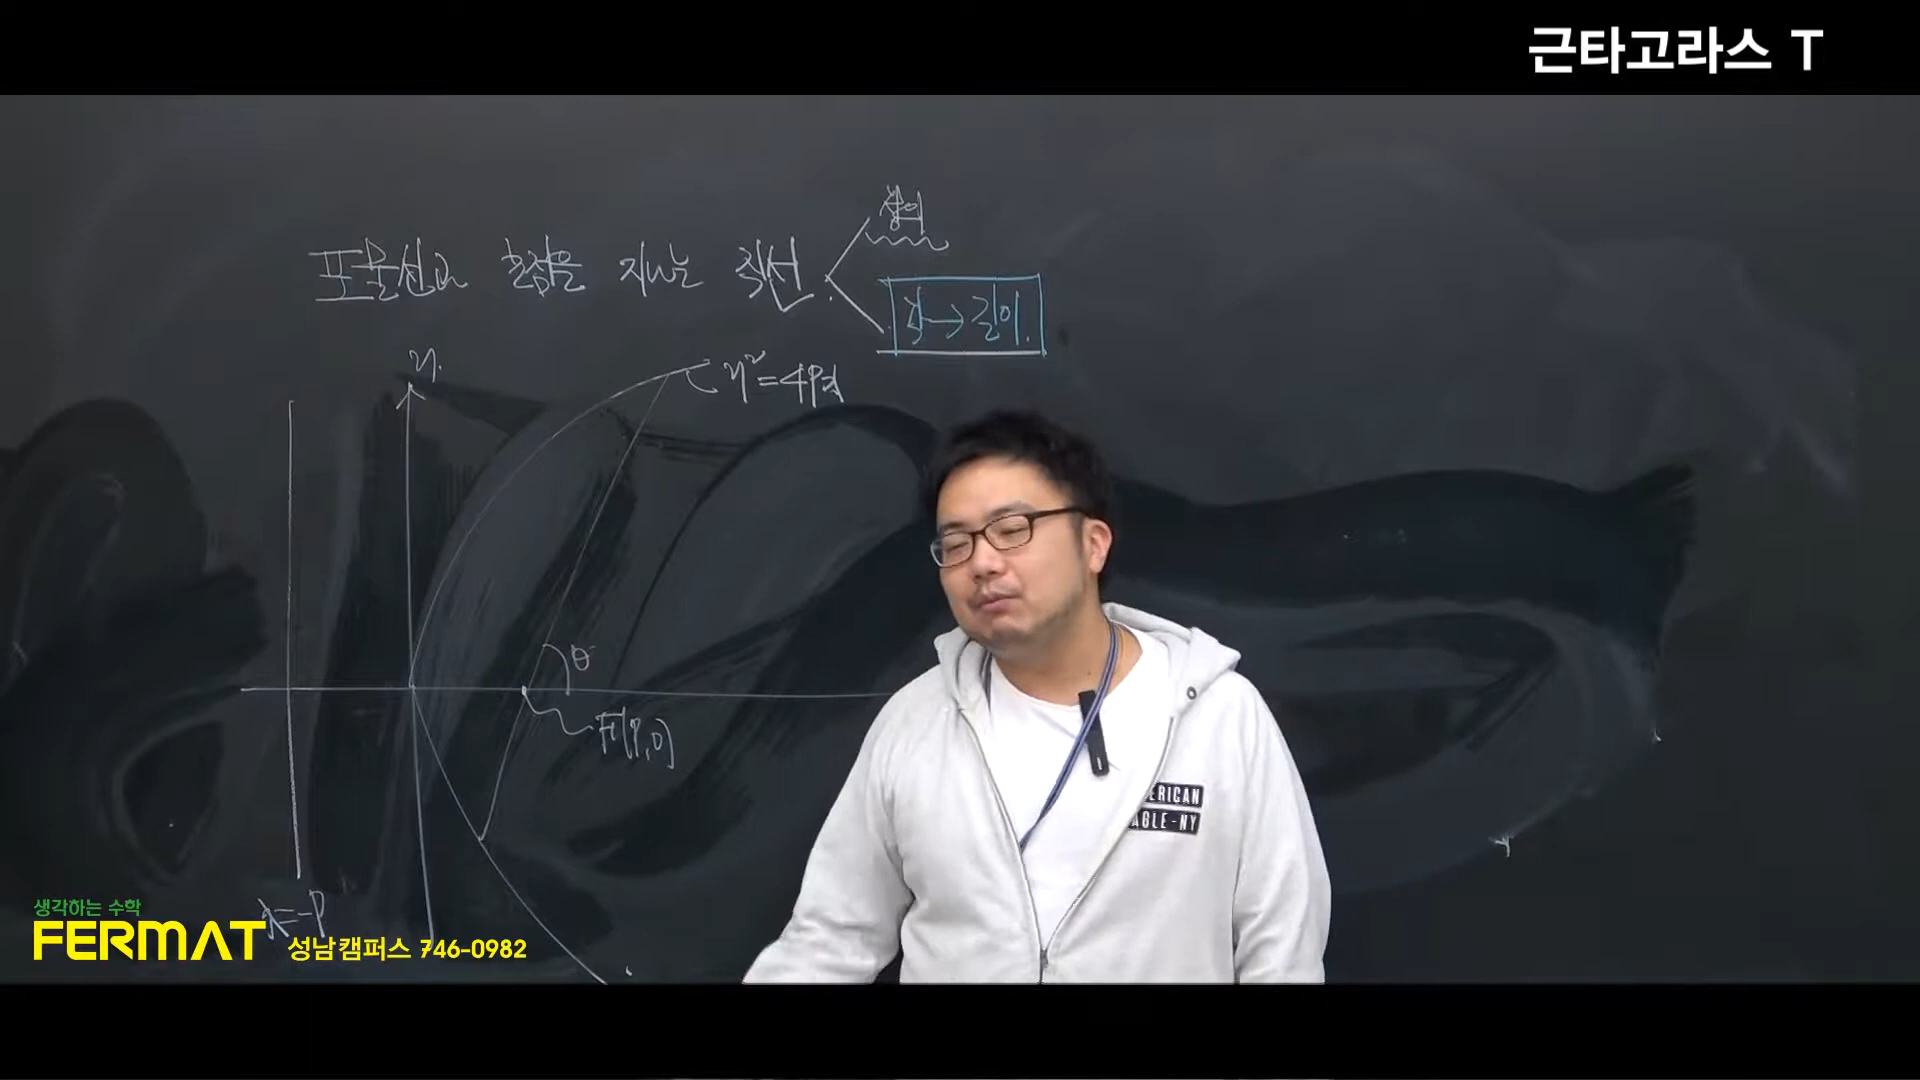 근타고라스 T
정의
포물선과 초점을 지나는 직선.
각→길이.
y
y²=4px
θ
F(P,0)
x=-P
ERICAN
AGLE-NY
생각하는 수학
FERMAT 성남캠퍼스 746-0982